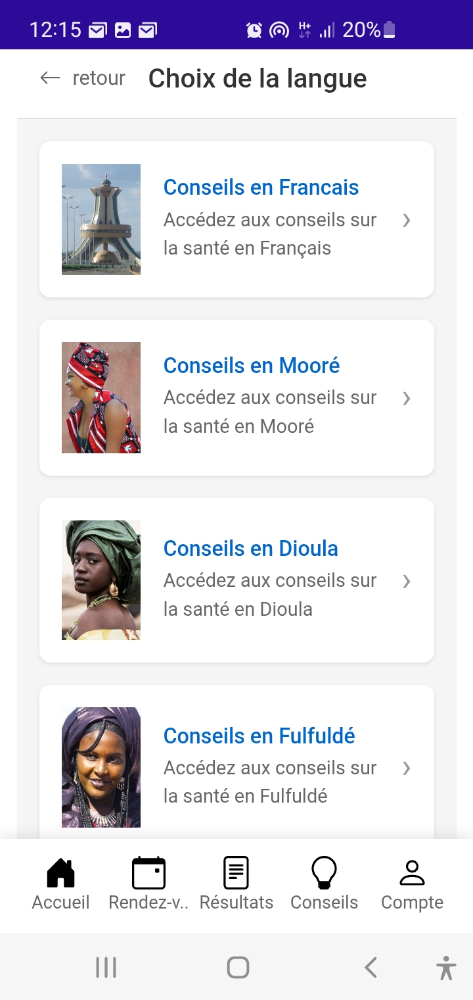 12:15 H+ 20%
retour Choix de la langue
Conseils en Francais
Accédez aux conseils sur
la santé en Français
Conseils en Mooré
Accédez aux conseils sur
la santé en Mooré
Conseils en Dioula
Accédez aux conseils sur
la santé en Dioula
Conseils en Fulfuldé
Accédez aux conseils sur
la santé en Fulfuldé
Accueil Rendez-v.. Résultats Conseils Compte